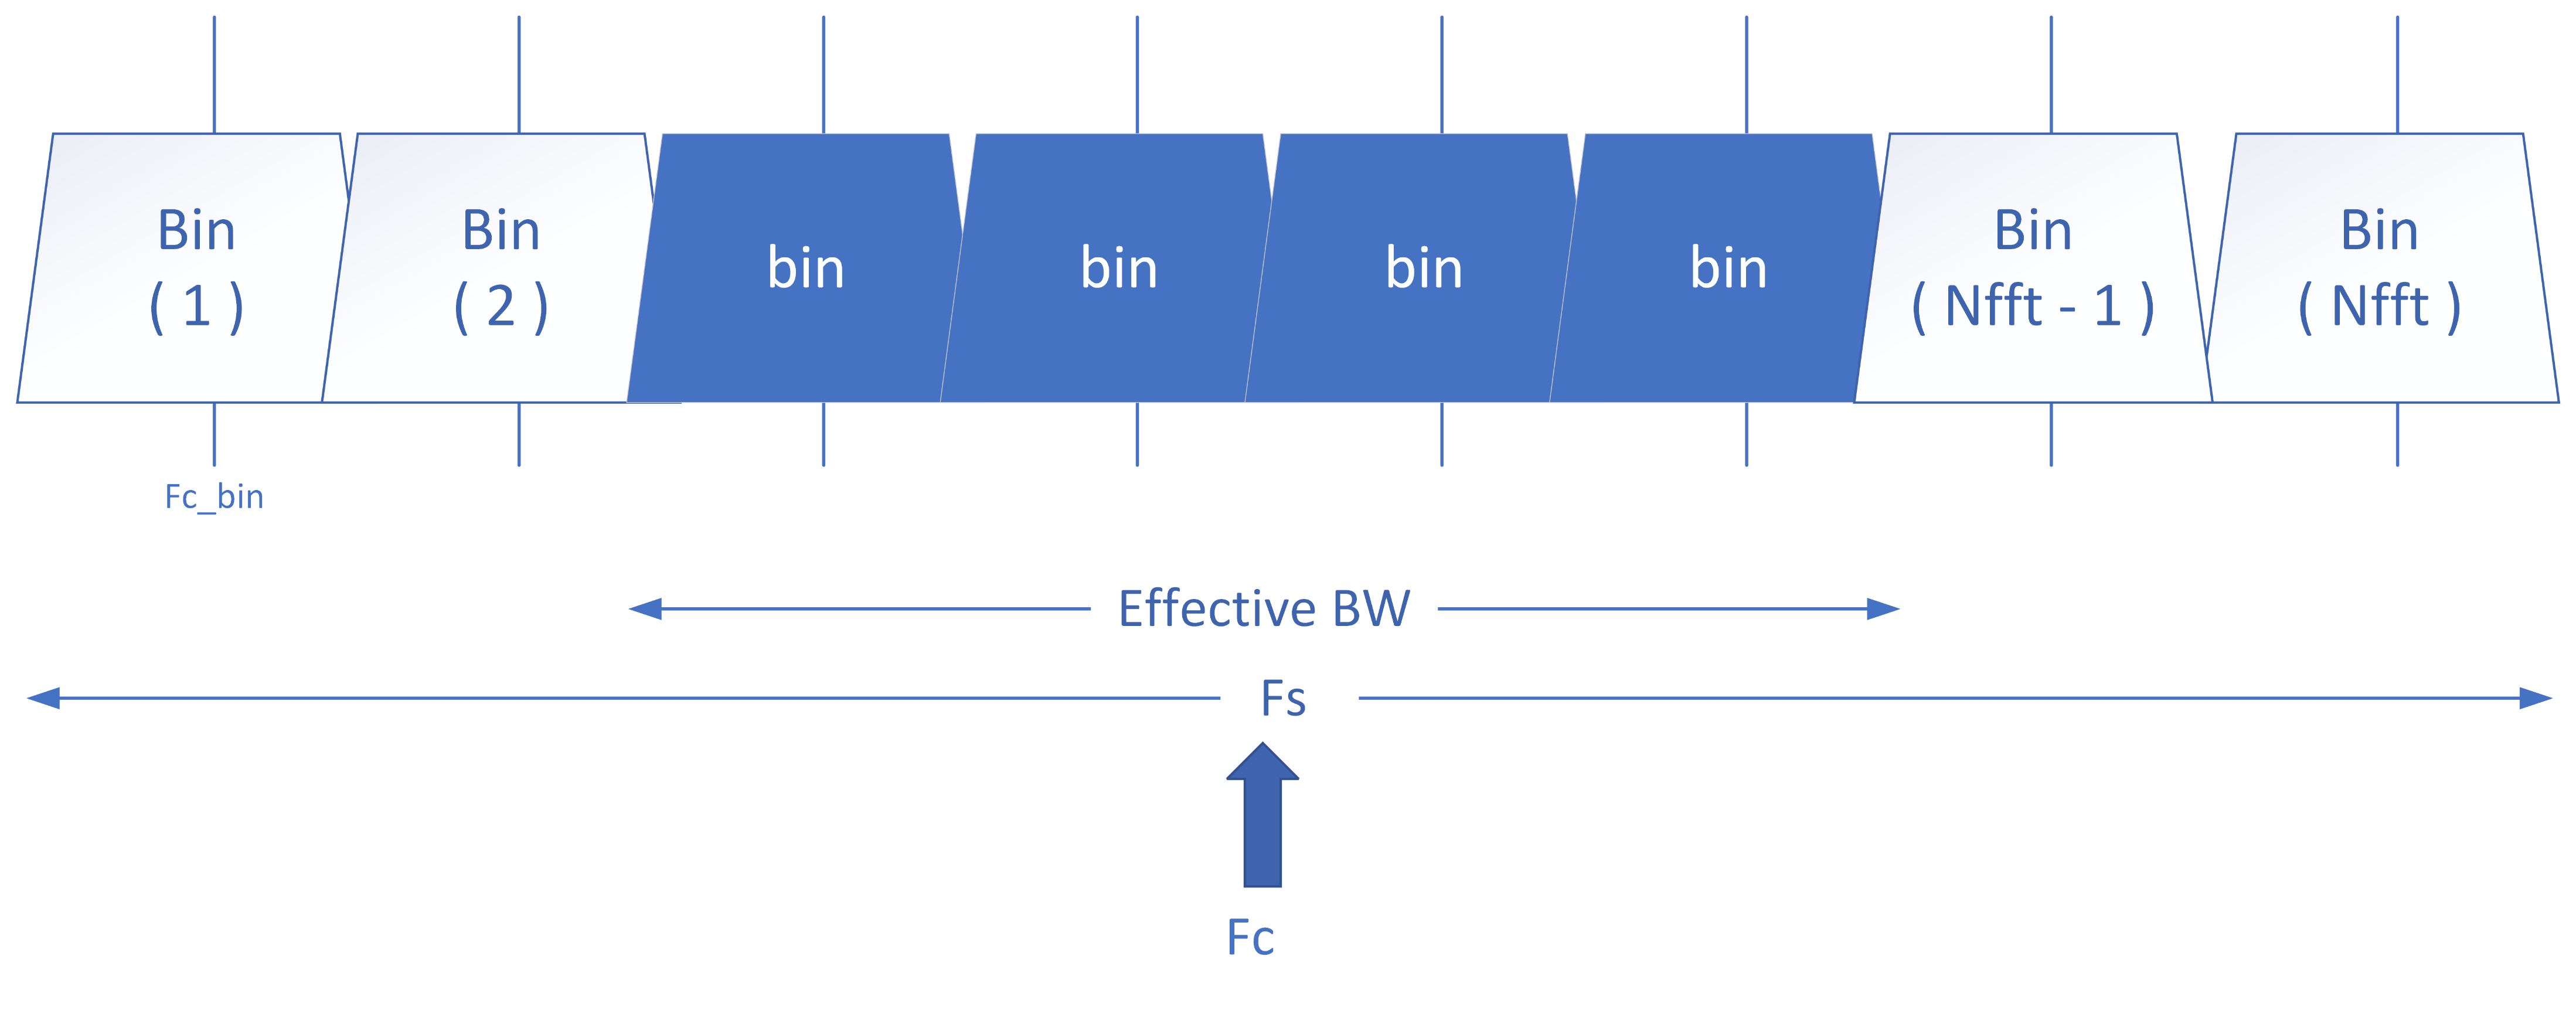 Bin
( 1 )
Bin
( 2 )
bin
bin
bin
bin
Bin
( Nfft - 1 )
Bin
( Nfft )
Fc_bin
Effective BW
Fs
Fc